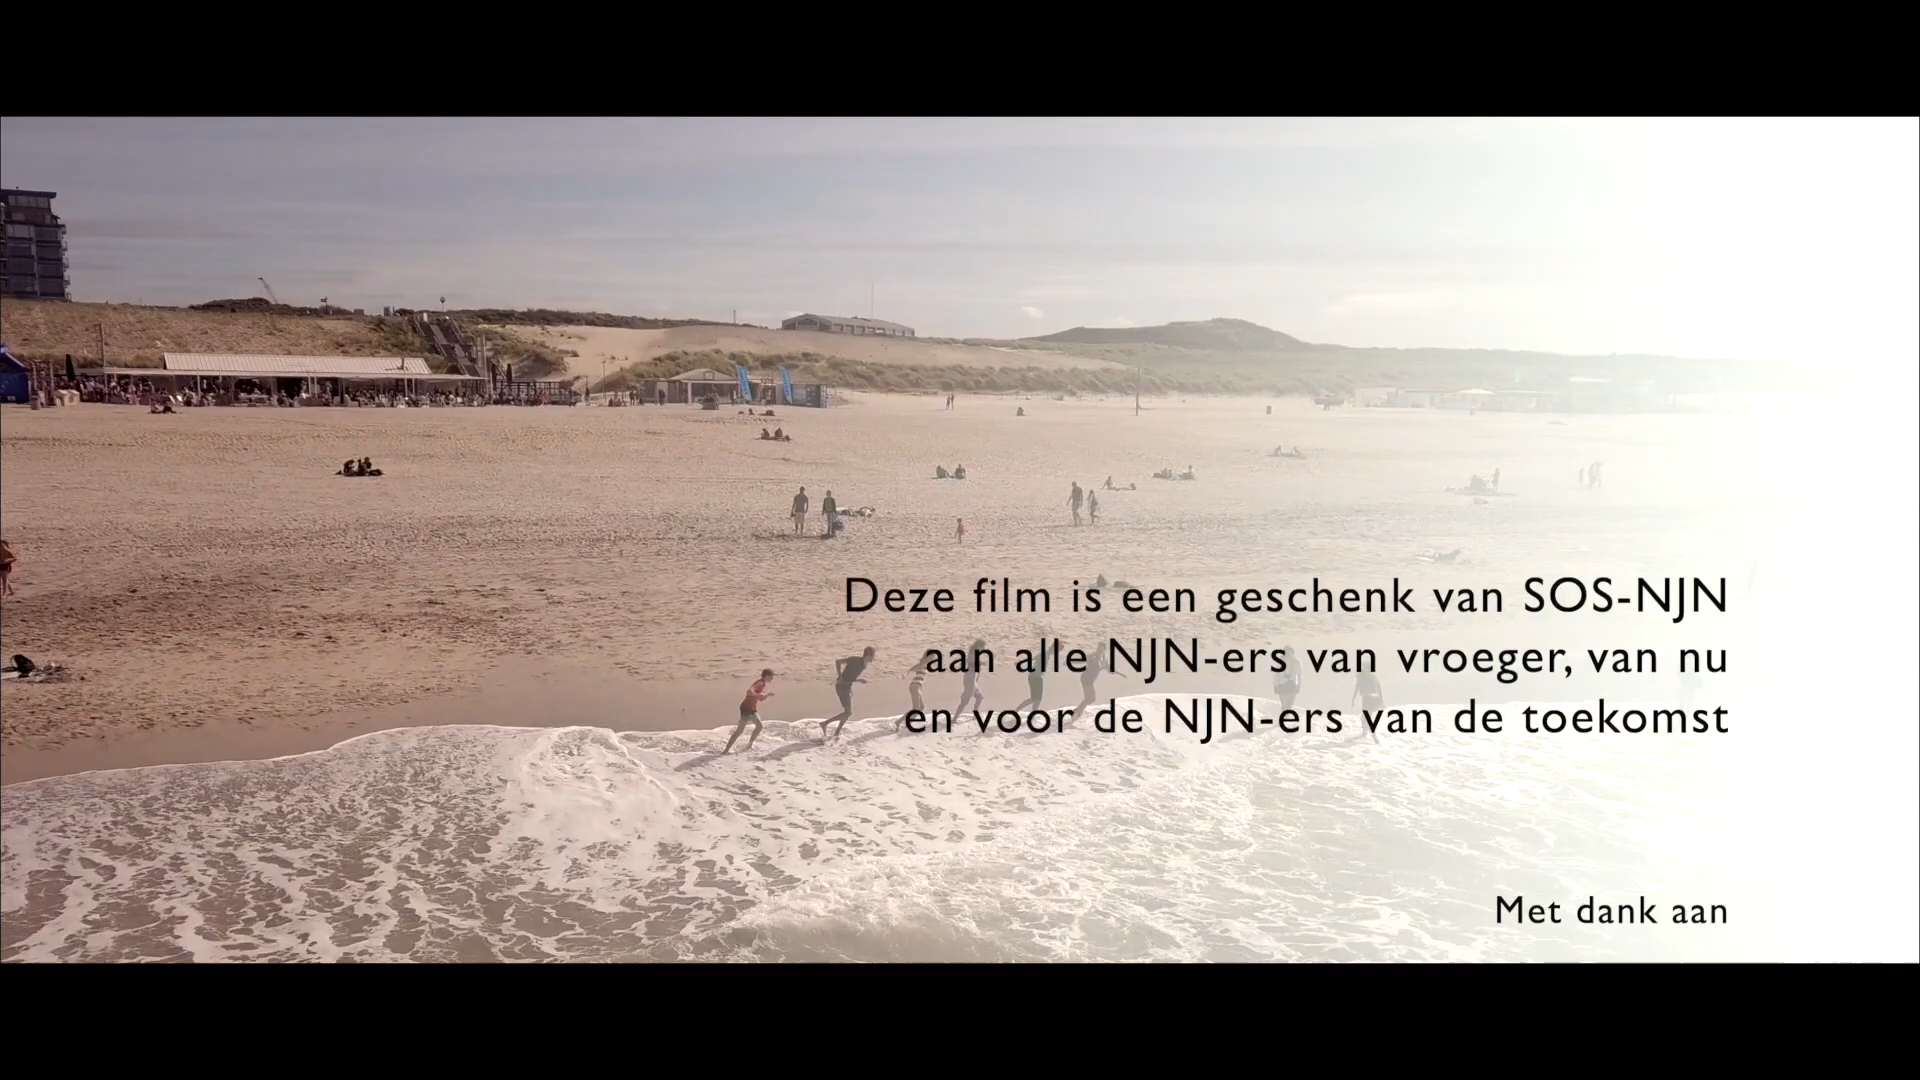 Deze film is een geschenk van SOS-NJN
aan alle NJN-ers van vroeger, van nu
en voor de NJN-ers van de toekomst
Met dank aan